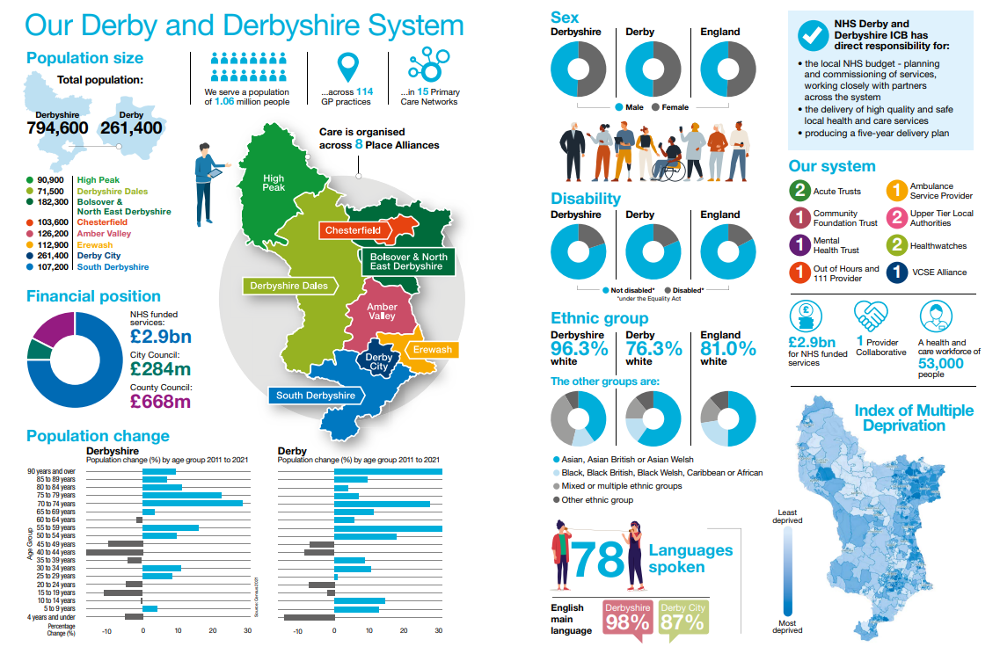 Our Derby and Derbyshire System
Population size
Total population:
Derbyshire
794,600
Derby
261,400
We serve a population
of 1.06 million people
...across 114
GP practices
...in 15 Primary
Care Networks
Care is organised
across 8 Place Alliances
90,900 High Peak
71,500 Derbyshire Dales
182,300 Bolsover &
North East Derbyshire
103,600 Chesterfield
126,200 Amber Valley
112,900 Erewash
261,400 Derby City
107,200 South Derbyshire
High
Peak
Chesterfield
Bolsover & North
East Derbyshire
Derbyshire Dales
Amber
Valley
Erewash
Derby
City
South Derbyshire
Financial position
NHS funded
services:
£2.9bn
City Council:
£284m
County Council:
£668m
Population change
Derbyshire
Population change (%) by age group 2011 to 2021
Age Group
90 years and over
85 to 89 years
80 to 84 years
75 to 79 years
70 to 74 years
65 to 69 years
60 to 64 years
55 to 59 years
50 to 54 years
45 to 49 years
40 to 44 years
35 to 39 years
30 to 34 years
25 to 29 years
20 to 24 years
15 to 19 years
10 to 14 years
5 to 9 years
4 years and under
Percentage
Change (%)
-10 0 10 20 30
Source: Census 2021
Derby
Population change (%) by age group 2011 to 2021
-10 0 10 20 30
Sex
Derbyshire Derby England
Male Female
Disability
Derbyshire Derby England
Not disabled* Disabled*
*under the Equality Act
Ethnic group
Derbyshire
96.3%
white
Derby
76.3%
white
England
81.0%
white
The other groups are:
Asian, Asian British or Asian Welsh
Black, Black British, Black Welsh, Caribbean or African
Mixed or multiple ethnic groups
Other ethnic group
78 Languages
spoken
English
main
language
Derbyshire
98%
Derby City
87%
NHS Derby and
Derbyshire ICB has
direct responsibility for:
• the local NHS budget - planning
and commissioning of services,
working closely with partners
across the system
• the delivery of high quality and safe
local health and care services
• producing a five-year delivery plan
Our system
2 Acute Trusts
1 Ambulance
Service Provider
1 Community
Foundation Trust
2 Upper Tier Local
Authorities
1 Mental
Health Trust
2 Healthwatches
1 Out of Hours and
111 Provider
1 VCSE Alliance
£
£2.9bn
for NHS funded
services
1 Provider
Collaborative
A health and
care workforce of
53,000
people
Index of Multiple
Deprivation
Least
deprived
Most
deprived